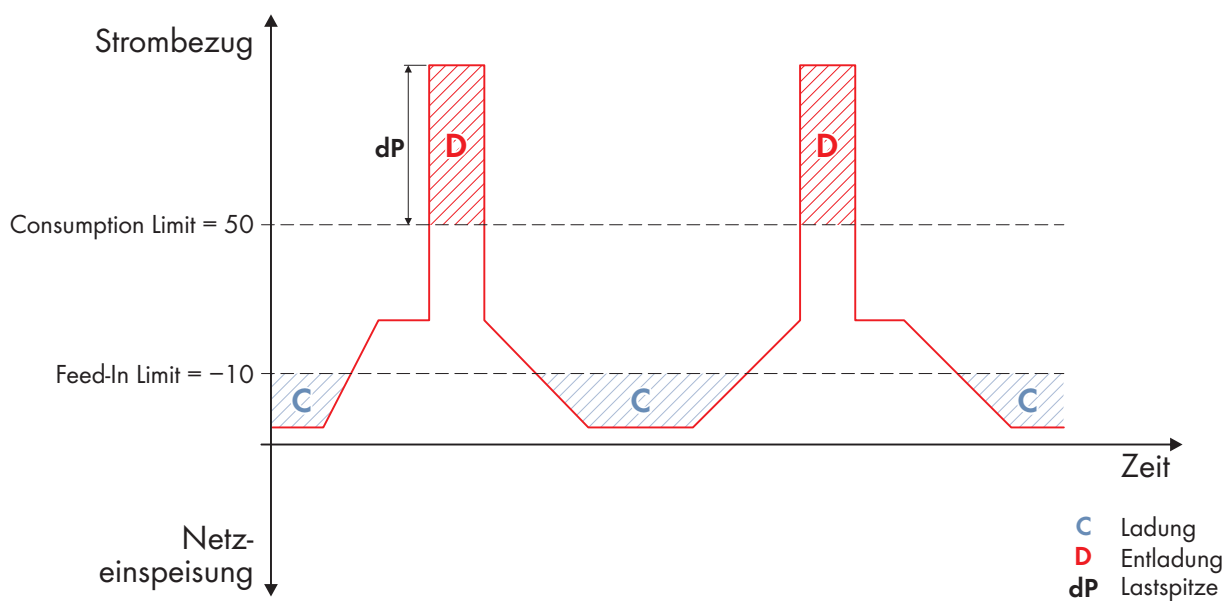 Strombezug
dP
D
D
Consumption Limit = 50
Feed-In Limit = −10
C
C
C
Zeit
Netz-
einspeisung
C Ladung
D Entladung
dP Lastspitze